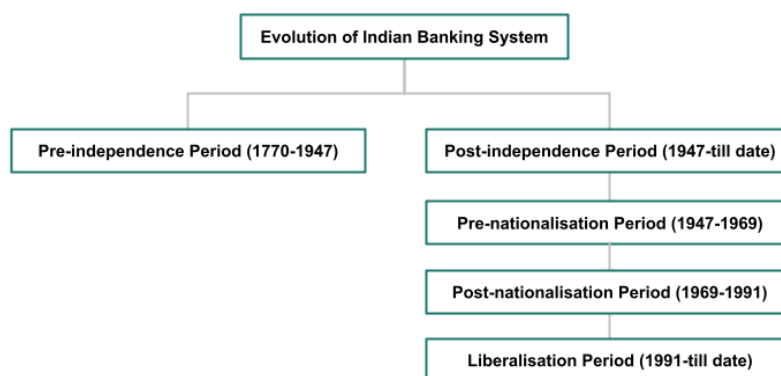 Evolution of Indian Banking System
Pre-independence Period (1770-1947)
Post-independence Period (1947-till date)
Pre-nationalisation Period (1947-1969)
Post-nationalisation Period (1969-1991)
Liberalisation Period (1991-till date)